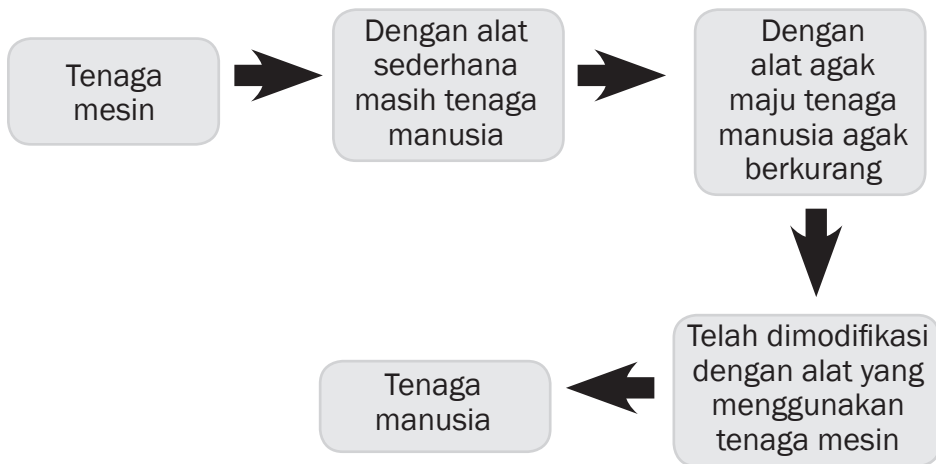 Tenaga
mesin
Dengan alat
sederhana
masih tenaga
manusia
Dengan
alat agak
maju tenaga
manusia agak
berkurang
Telah dimodifikasi
dengan alat yang
menggunakan
tenaga mesin
Tenaga
manusia